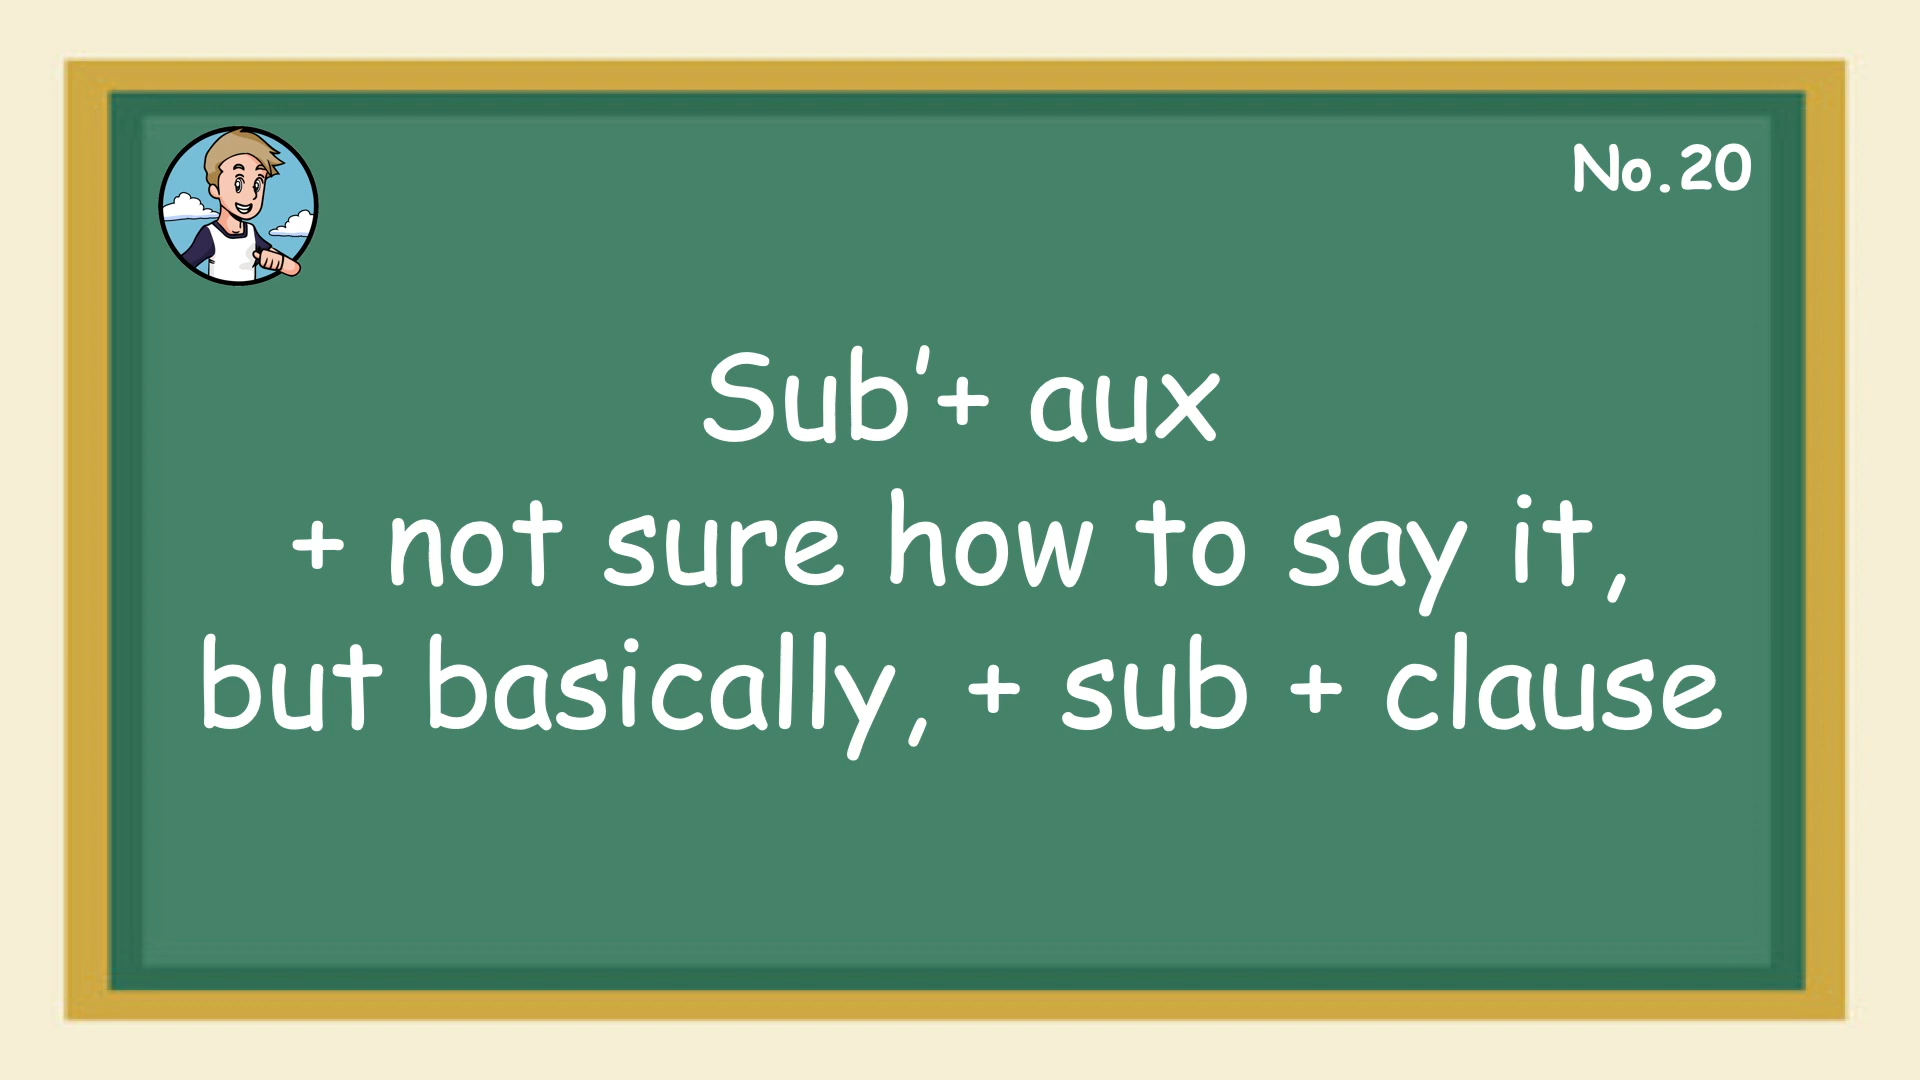 No.20
Sub'+ aux
+ not sure how to say it,
but basically, + sub + clause